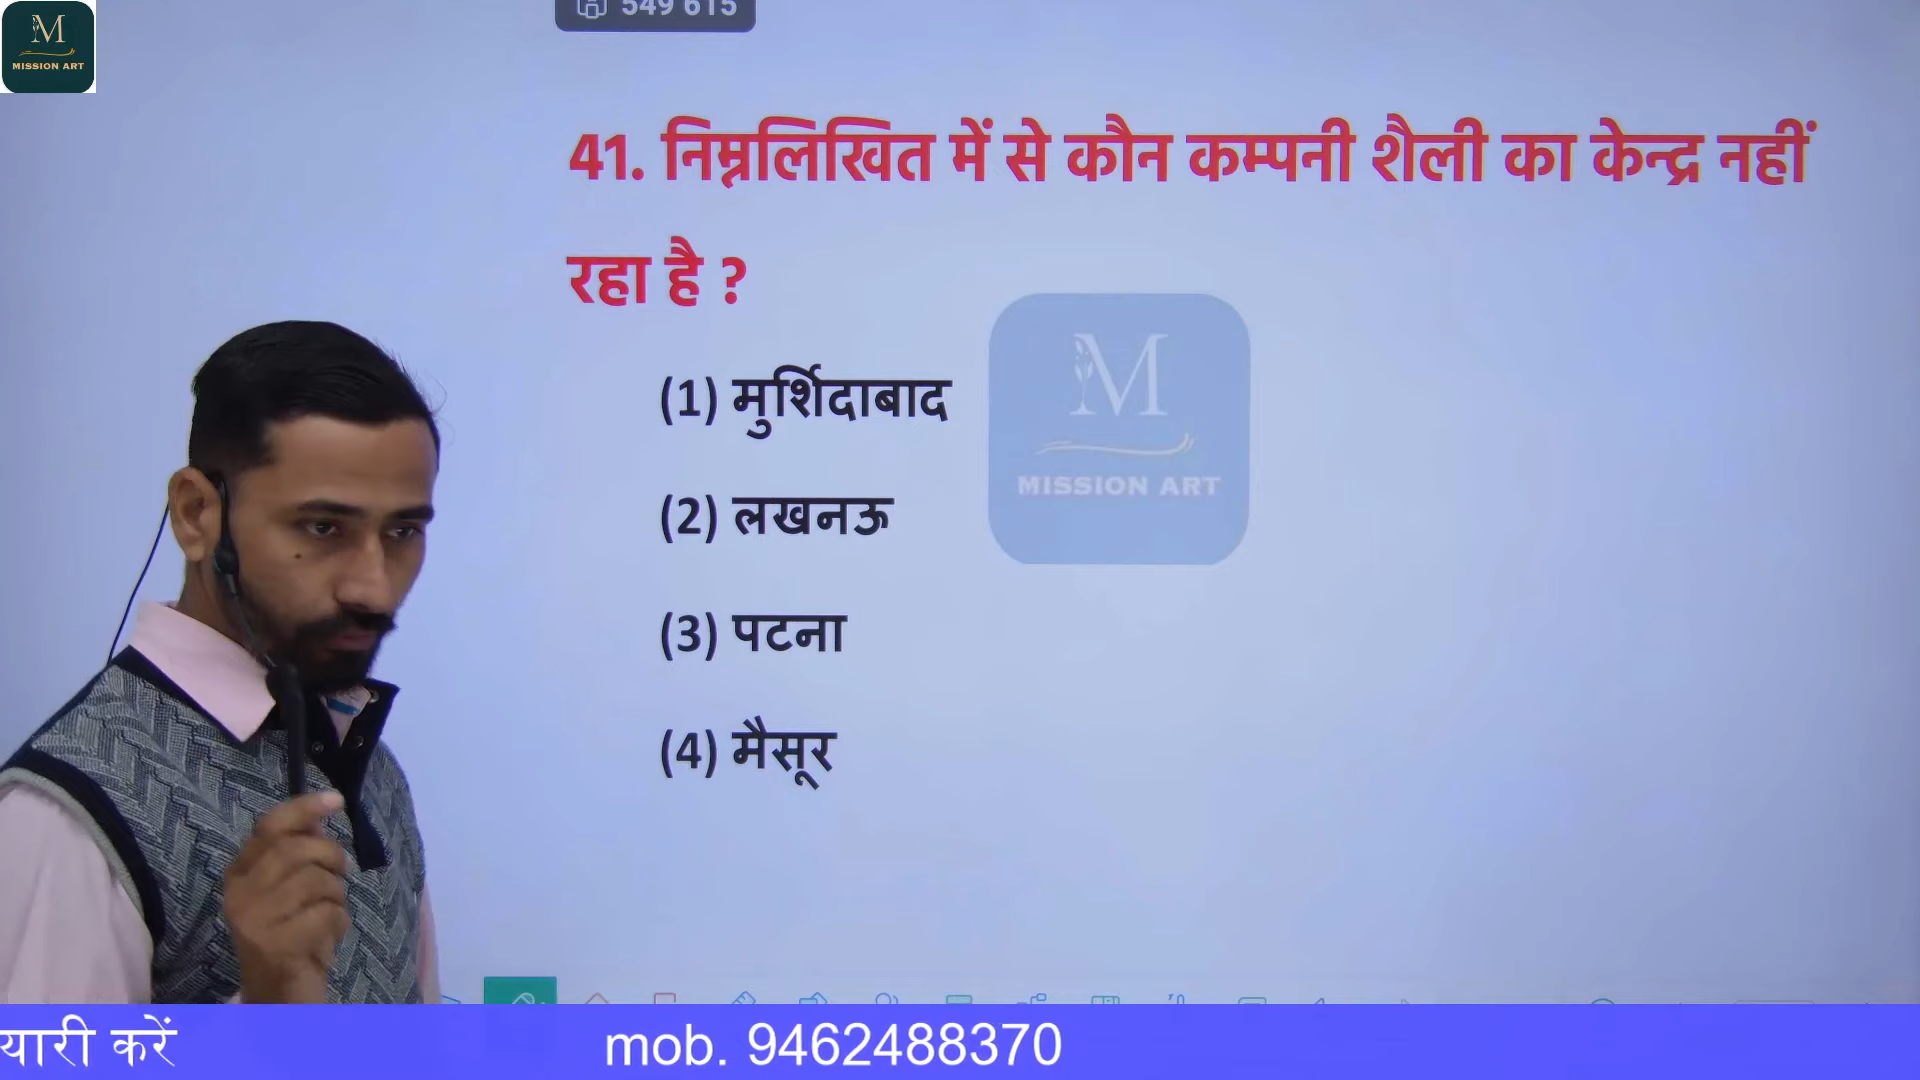 M
MISSION ART
549 615
41. निम्नलिखित में से कौन कम्पनी शैली का केन्द्र नहीं
रहा है ?
(1) मुर्शिदाबाद
M
MISSION ART
(2) लखनऊ
(3) पटना
(4) मैसूर
यारी करें
mob. 9462488370